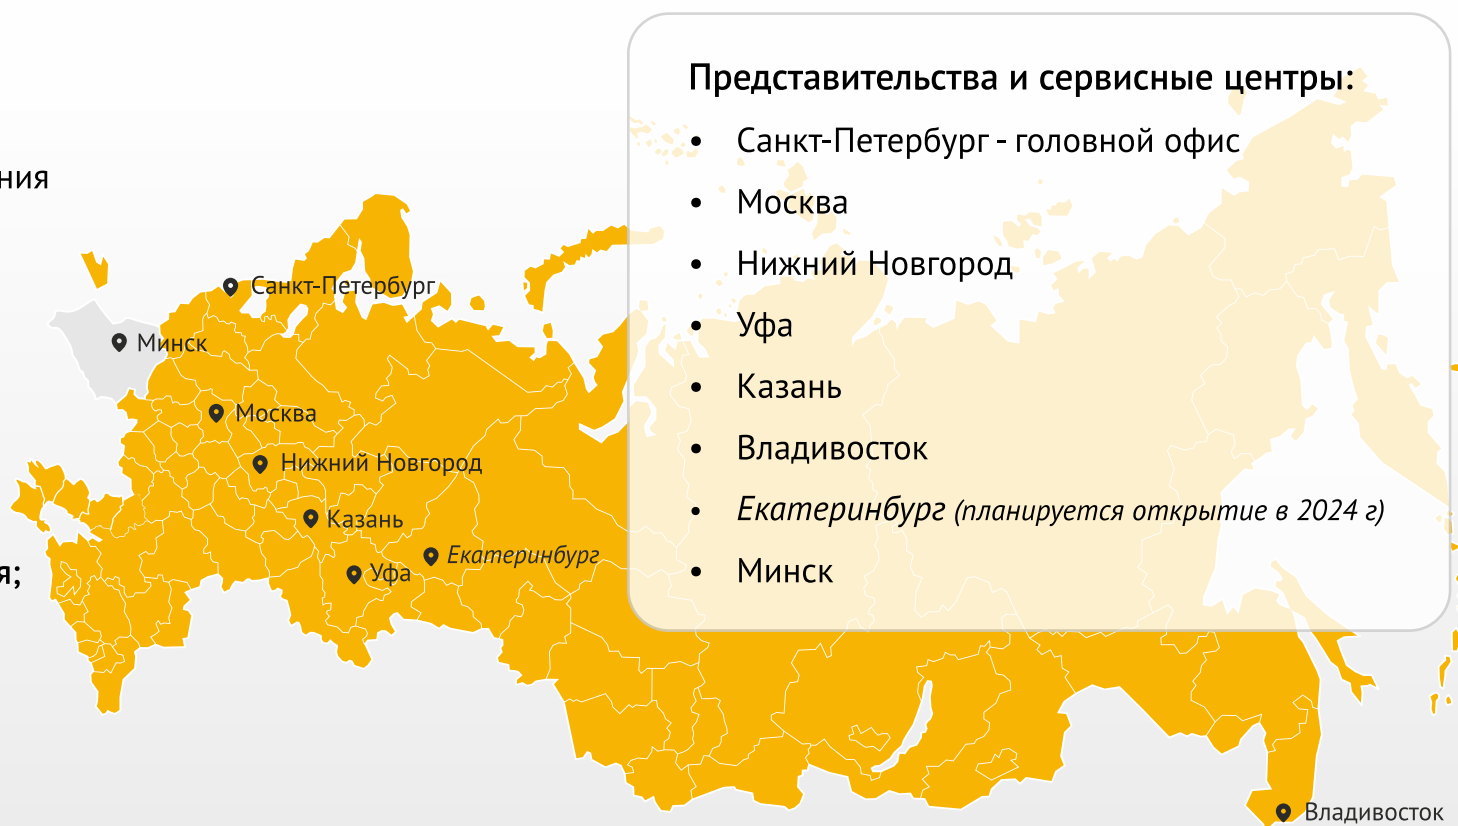 Представительства и сервисные центры:
• Санкт-Петербург - головной офис
• Москва
• Нижний Новгород
• Уфа
• Казань
• Владивосток
• Екатеринбург (планируется открытие в 2024 г)
• Минск
ния
я;
Санкт-Петербург
Минск
Москва
Нижний Новгород
Казань
Екатеринбург
Уфа
Владивосток